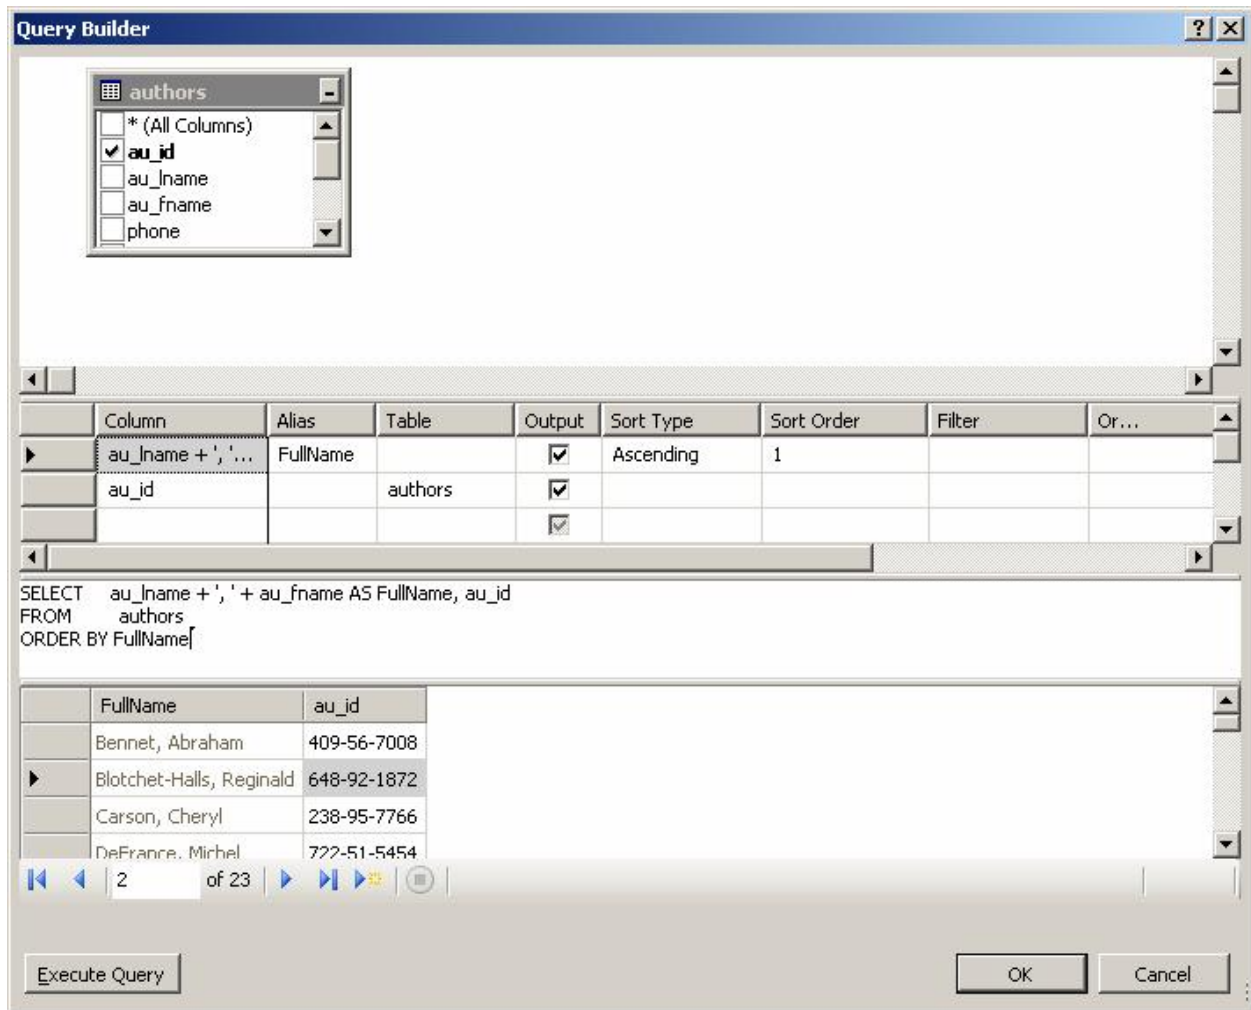 Query Builder
authors
* (All Columns)
au_id
au_lname
au_fname
phone
Column Alias Table Output Sort Type Sort Order Filter Or...
au_lname + ', '... FullName Ascending 1
au_id authors
SELECT au_lname + ', ' + au_fname AS FullName, au_id
FROM authors
ORDER BY FullName
FullName au_id
Bennet, Abraham 409-56-7008
Blotchet-Halls, Reginald 648-92-1872
Carson, Cheryl 238-95-7766
DeFrance, Michel 722-51-5454
2 of 23
Execute Query OK Cancel